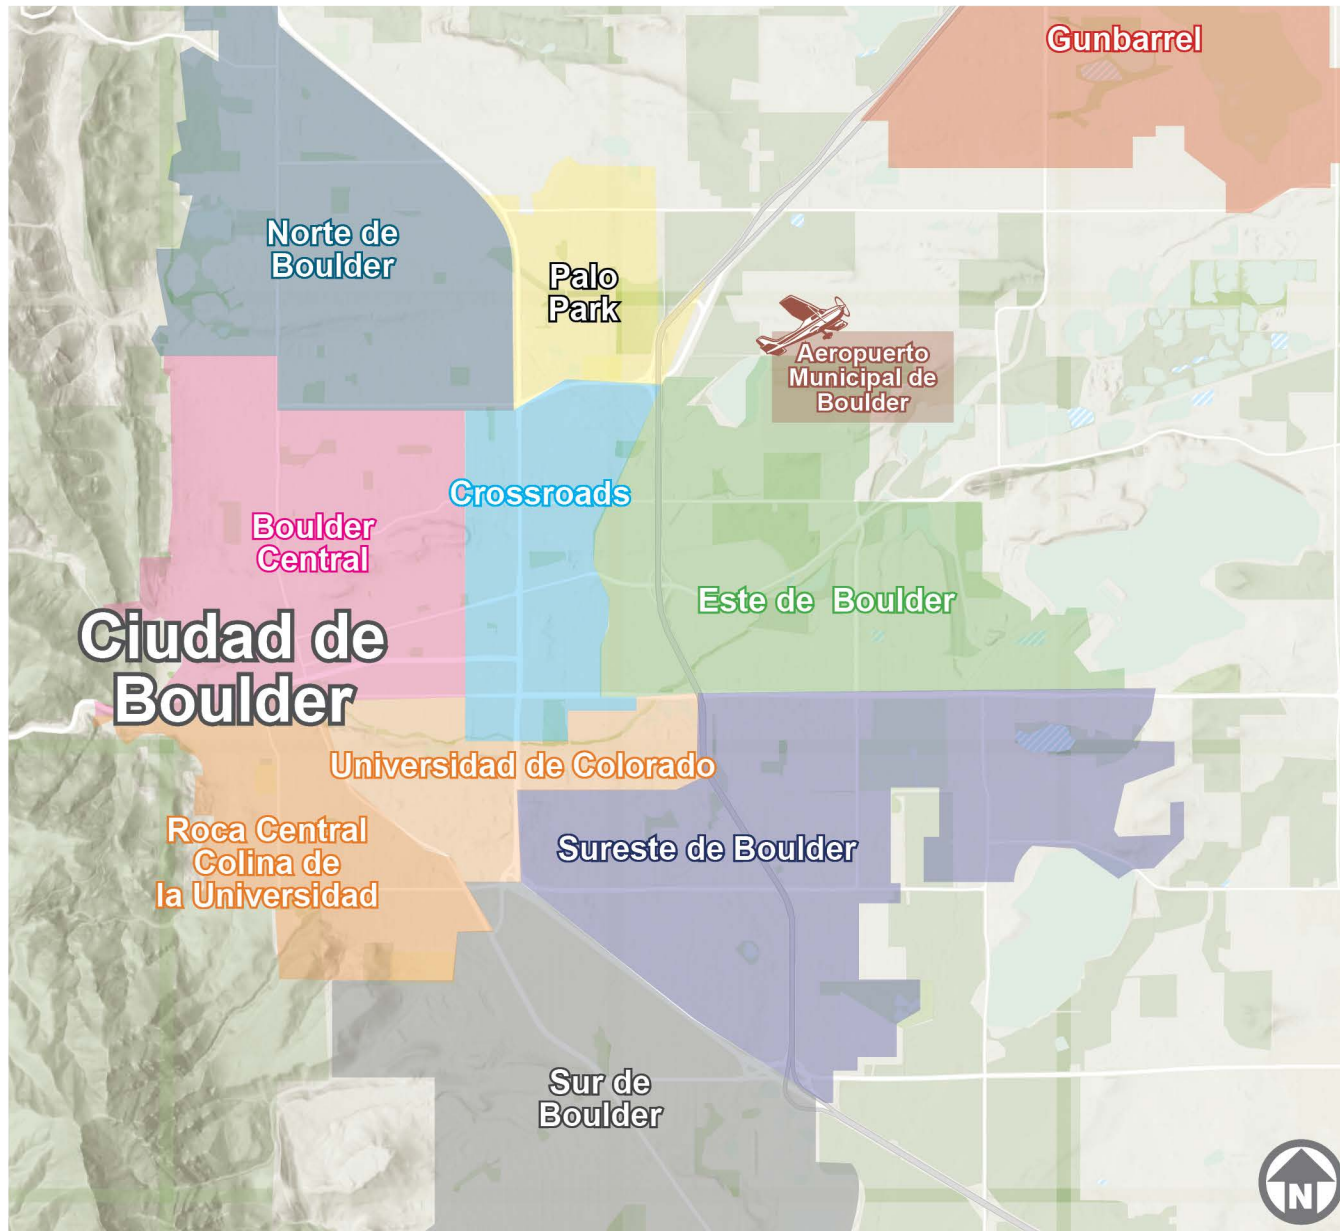 Gunbarrel
Norte de
Boulder
Palo
Park
Aeropuerto
Municipal de
Boulder
Crossroads
Boulder
Central
Este de Boulder
Ciudad de
Boulder
Universidad de Colorado
Roca Central
Colina de
la Universidad
Sureste de Boulder
Sur de
Boulder
N